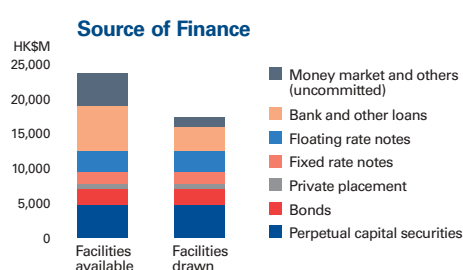 Source of Finance
HK$M
25,000
20,000
15,000
10,000
5,000
0
Facilities
available
Facilities
drawn
Money market and others
(uncommitted)
Bank and other loans
Floating rate notes
Fixed rate notes
Private placement
Bonds
Perpetual capital securities